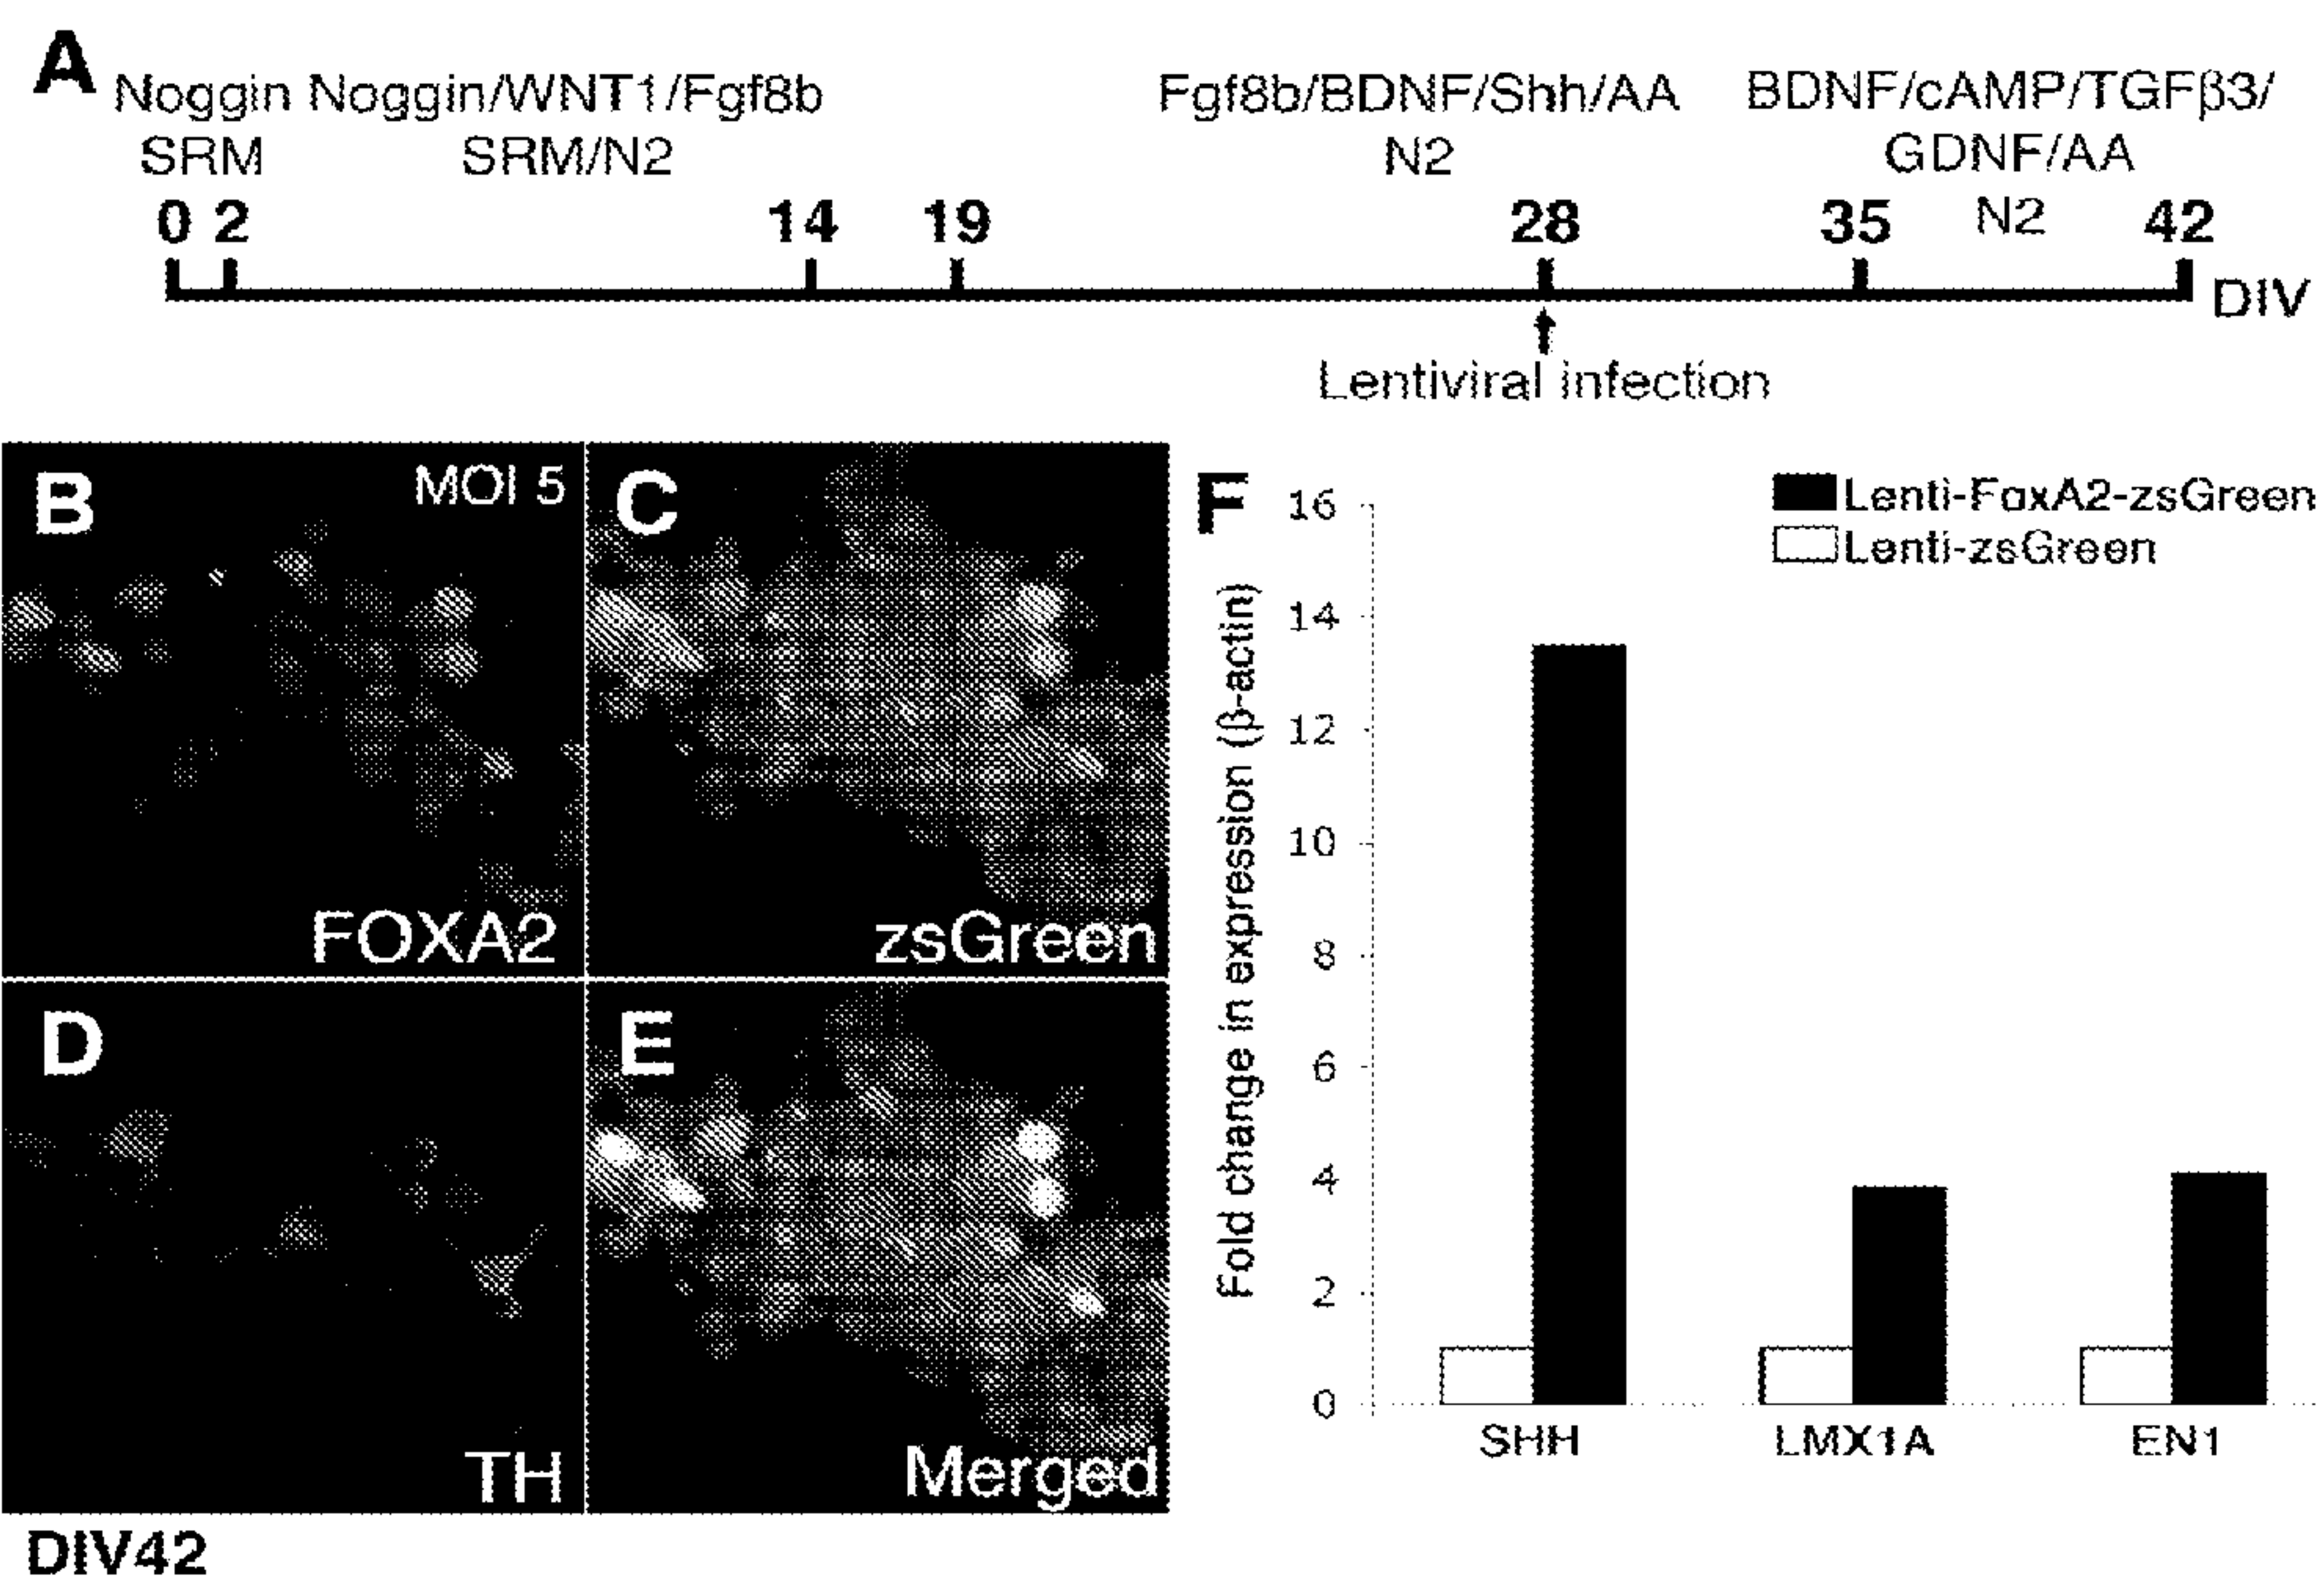 A
Noggin Noggin/WNT1/Fgf8b Fgf8b/BDNF/Shh/AA BDNF/cAMP/TGFβ3/
SRM SRM/N2 N2 GDNF/AA
N2
0 2 14 19 28 35 42
DIV
Lentiviral infection
B MOI 5
FOXA2
C
zsGreen
D
TH
E
Merged
DIV42
F
Lenti-FoxA2-zsGreen
Lenti-zsGreen
Fold change in expression (β-actin)
16
14
12
10
8
6
4
2
0
SHH LMX1A EN1